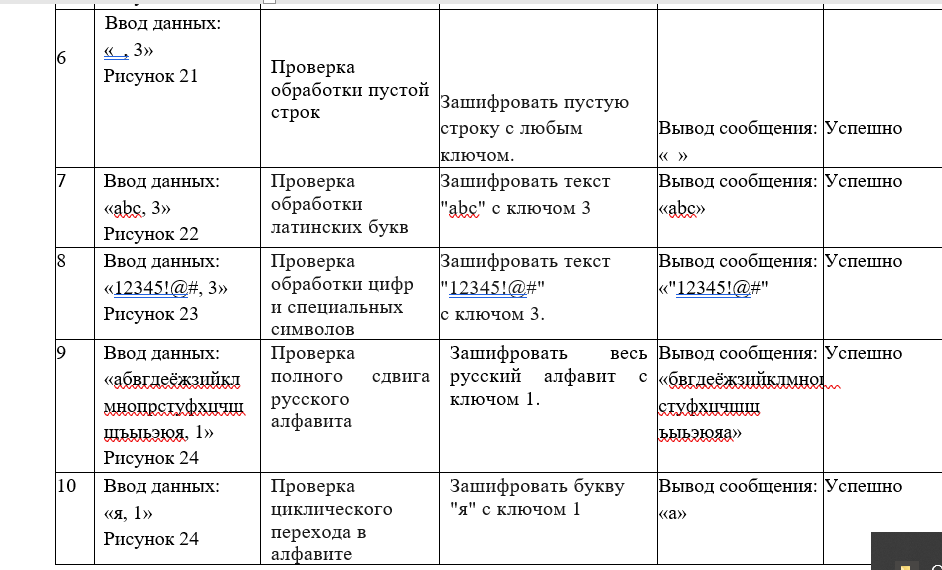 6
Ввод данных:
«  , 3»
Рисунок 21
Проверка
обработки пустой
строк
Зашифровать пустую
строку с любым
ключом.
Вывод сообщения:
«  »
Успешно
7
Ввод данных:
«abc, 3»
Рисунок 22
Проверка
обработки
латинских букв
Зашифровать текст
"abc" с ключом 3
Вывод сообщения:
«abc»
Успешно
8
Ввод данных:
«12345!@#, 3»
Рисунок 23
Проверка
обработки цифр
и специальных
символов
Зашифровать текст
"12345!@#"
с ключом 3.
Вывод сообщения:
«"12345!@#"
Успешно
9
Ввод данных:
«абвгдеёжзийкл
мнопрстуфхцчш
щъыьэюя, 1»
Рисунок 24
Проверка
полного сдвига
русского
алфавита
Зашифровать весь
русский алфавит с
ключом 1.
Вывод сообщения:
стуфхцчшщ
ъыьэюяа»
Успешно
10
Ввод данных:
«я, 1»
Рисунок 24
Проверка
циклического
перехода в
алфавите
Зашифровать букву
"я" с ключом 1
Вывод сообщения:
«а»
Успешно